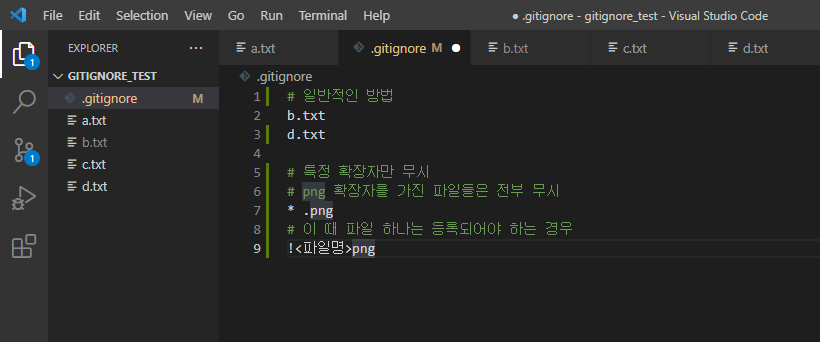 File Edit Selection View Go Run Terminal Help ● .gitignore - gitignore_test - Visual Studio Code
EXPLORER ···
a.txt .gitignore M ● b.txt c.txt d.txt
GITIGNORE_TEST
.gitignore M
a.txt
b.txt
c.txt
d.txt
1
1
.gitignore
1 # 일반적인 방법
2 b.txt
3 d.txt
4
5 # 특정 확장자만 무시
6 # png 확장자를 가진 파일들은 전부 무시
7 * .png
8 # 이 때 파일 하나는 등록되어야 하는 경우
9 !<파일명>png